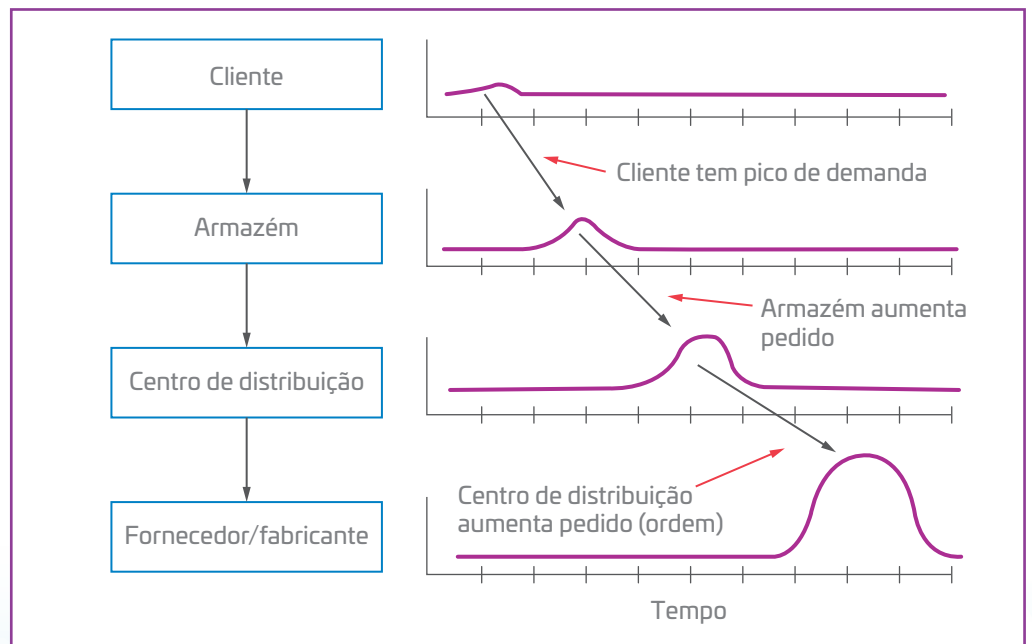 Cliente
Cliente tem pico de demanda
Armazém
Armazém aumenta
pedido
Centro de distribuição
Centro de distribuição
aumenta pedido (ordem)
Fornecedor/fabricante
Tempo